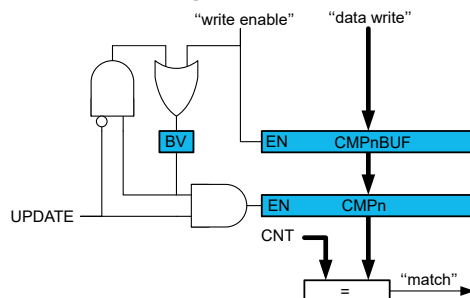 “write enable” “data write”
BV EN CMPnBUF
EN CMPn
UPDATE
CNT
= “match”